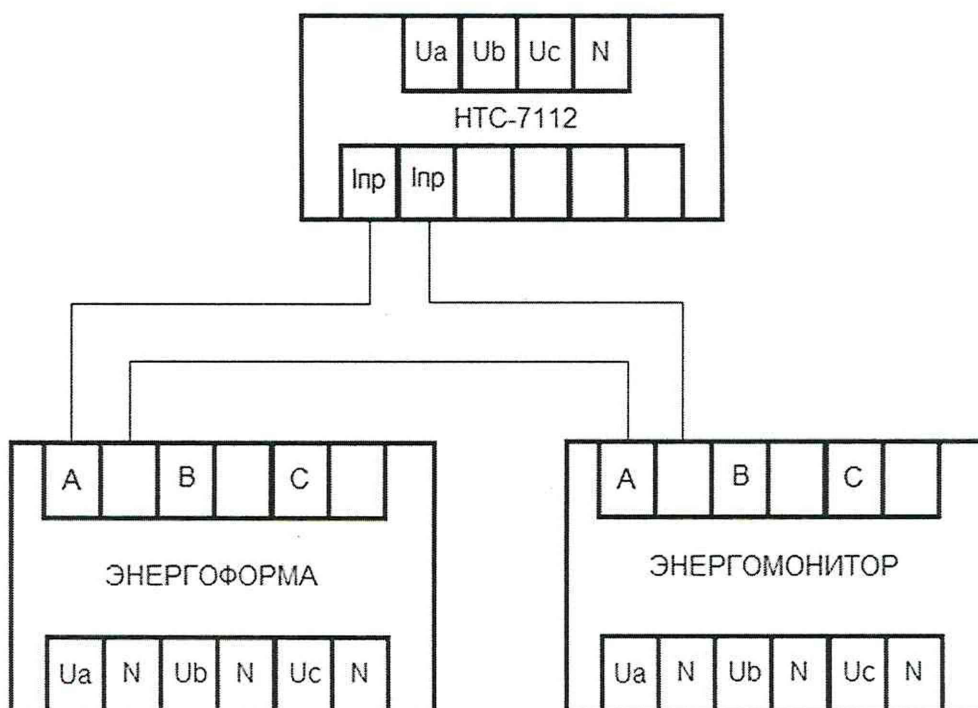 Ua Ub Uc N
НТС-7112
Iпр Iпр
A B C
ЭНЕРГОФОРМА
Ua N Ub N Uc N
A B C
ЭНЕРГОМОНИТОР
Ua N Ub N Uc N